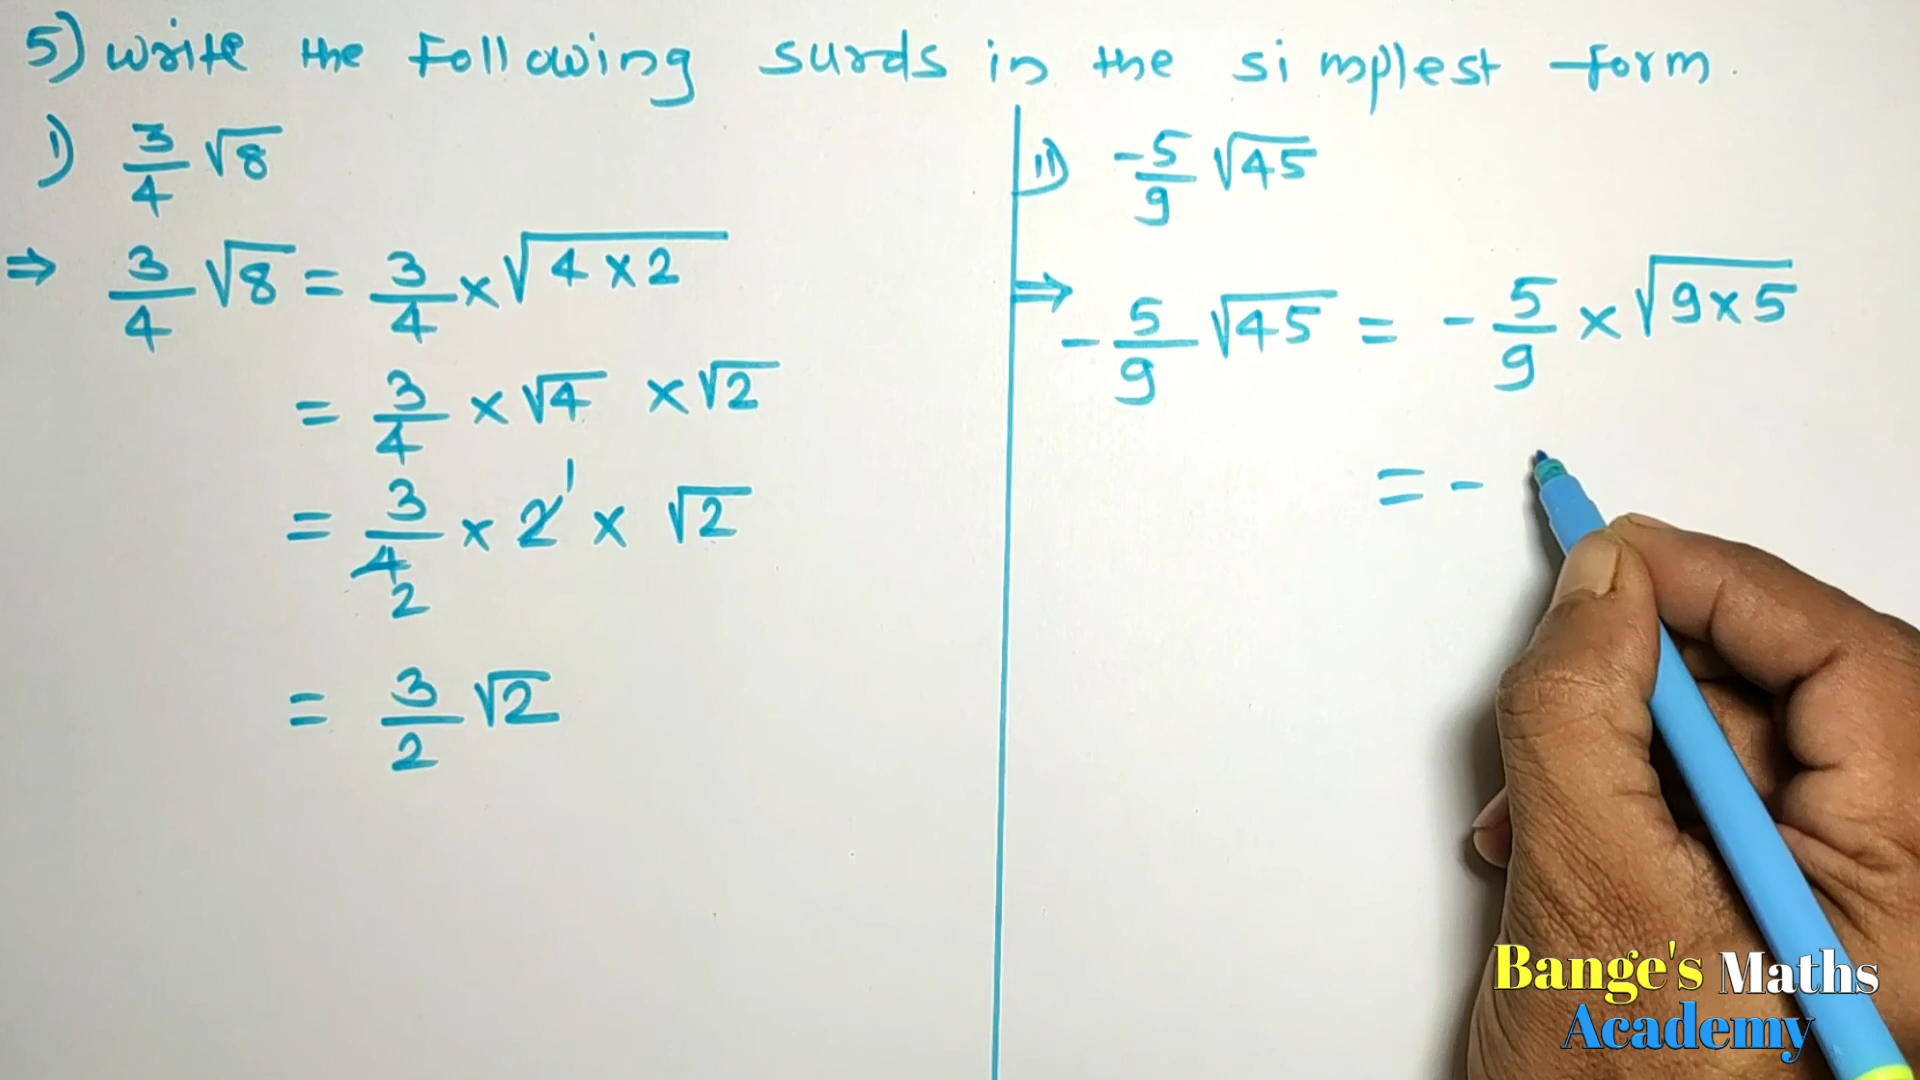 5) Write the following surds in the simplest form.
i) 3/4 √8
⇒ 3/4 √8 = 3/4 × √4×2
= 3/4 × √4 × √2
= 3/4 2 × 2 1 × √2
= 3/2 √2
ii) -5/9 √45
⇒ - 5/9 √45 = - 5/9 × √9×5
= -
Bange's Maths
Academy